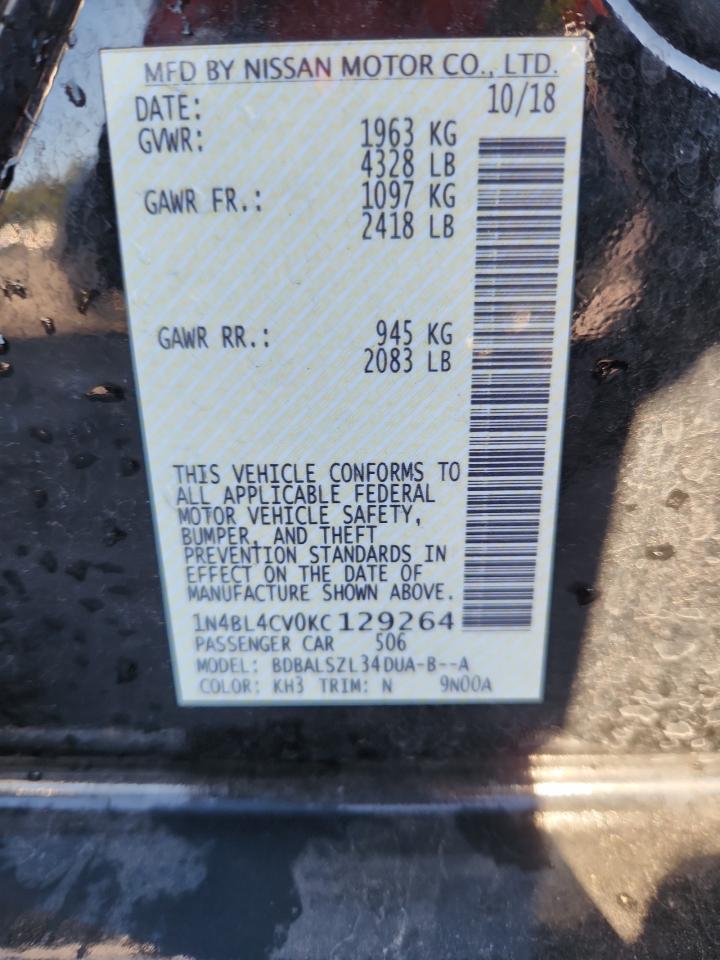 MFD BY NISSAN MOTOR CO., LTD.
DATE: 10/18
GVWR: 1963 KG
4328 LB
GAWR FR.: 1097 KG
2418 LB
GAWR RR.: 945 KG
2083 LB
THIS VEHICLE CONFORMS TO
ALL APPLICABLE FEDERAL
MOTOR VEHICLE SAFETY,
BUMPER, AND THEFT
PREVENTION STANDARDS IN
EFFECT ON THE DATE OF
MANUFACTURE SHOWN ABOVE.
1N4BL4CV0KC129264
PASSENGER CAR 506
MODEL: BDBALSZL34DUA-B--A
COLOR: KH3 TRIM: N 9N00A